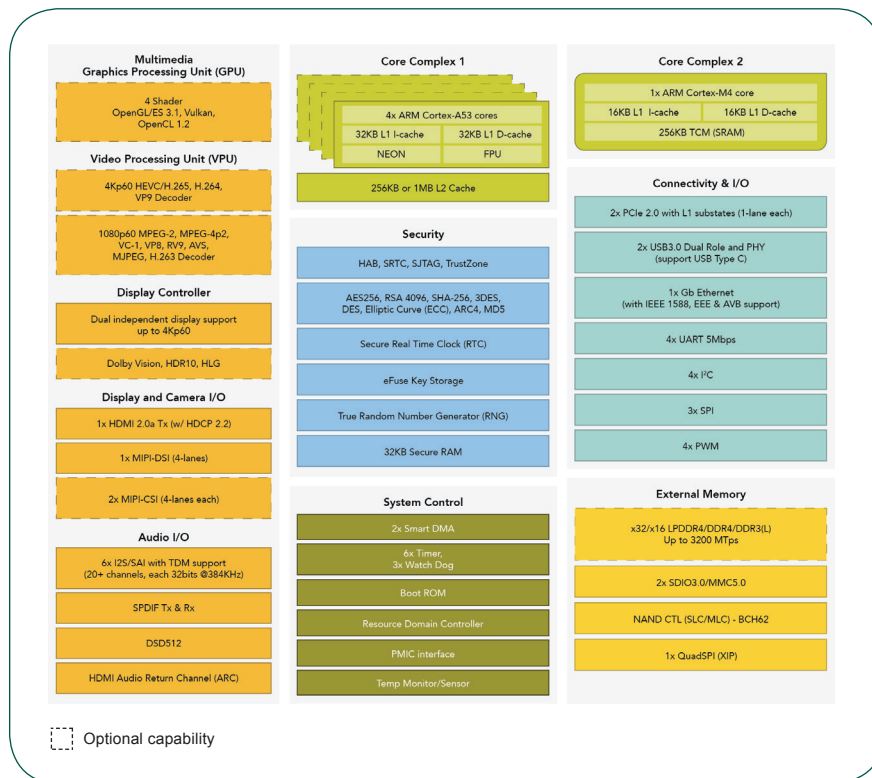 Multimedia
Graphics Processing Unit (GPU)
4 Shader
OpenGL/ES 3.1, Vulkan,
OpenCL 1.2
Video Processing Unit (VPU)
4Kp60 HEVC/H.265, H.264,
VP9 Decoder
1080p60 MPEG-2, MPEG-4p2,
VC-1, VP8, RV9, AVS,
MJPEG, H.263 Decoder
Display Controller
Dual independent display support
up to 4Kp60
Dolby Vision, HDR10, HLG
Display and Camera I/O
1x HDMI 2.0a Tx (w/ HDCP 2.2)
1x MIPI-DSI (4-lanes)
2x MIPI-CSI (4-lanes each)
Audio I/O
6x I2S/SAI with TDM support
(20+ channels, each 32bits @384KHz)
SPDIF Tx & Rx
DSD512
HDMI Audio Return Channel (ARC)
Core Complex 1
4x ARM Cortex-A53 cores
32KB L1 I-cache
32KB L1 D-cache
NEON
FPU
256KB or 1MB L2 Cache
Security
HAB, SRTC, SJTAG, TrustZone
AES256, RSA 4096, SHA-256, 3DES,
DES, Elliptic Curve (ECC), ARC4, MD5
Secure Real Time Clock (RTC)
eFuse Key Storage
True Random Number Generator (RNG)
32KB Secure RAM
System Control
2x Smart DMA
6x Timer,
3x Watch Dog
Boot ROM
Resource Domain Controller
PMIC interface
Temp Monitor/Sensor
Core Complex 2
1x ARM Cortex-M4 core
16KB L1 I-cache
16KB L1 D-cache
256KB TCM (SRAM)
Connectivity & I/O
2x PCIe 2.0 with L1 substates (1-lane each)
2x USB3.0 Dual Role and PHY
(support USB Type C)
1x Gb Ethernet
(with IEEE 1588, EEE & AVB support)
4x UART 5Mbps
4x I²C
3x SPI
4x PWM
External Memory
x32/x16 LPDDR4/DDR4/DDR3(L)
Up to 3200 MTps
2x SDIO3.0/MMC5.0
NAND CTL (SLC/MLC) - BCH62
1x QuadSPI (XIP)
Optional capability